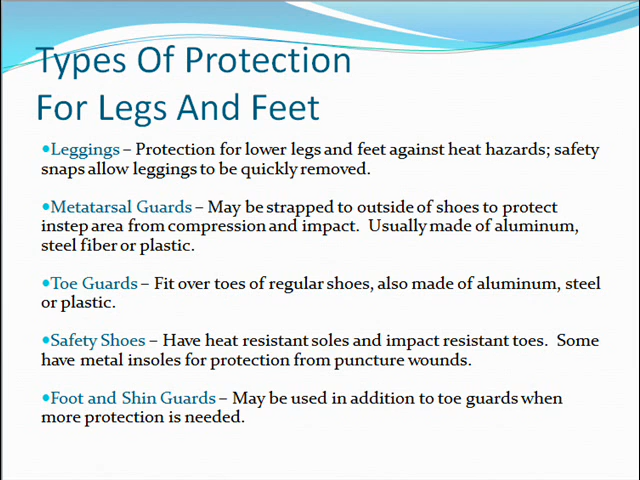 Types Of Protection
For Legs And Feet
•Leggings – Protection for lower legs and feet against heat hazards; safety
snaps allow leggings to be quickly removed.
•Metatarsal Guards – May be strapped to outside of shoes to protect
instep area from compression and impact.  Usually made of aluminum,
steel fiber or plastic.
•Toe Guards – Fit over toes of regular shoes, also made of aluminum, steel
or plastic.
•Safety Shoes – Have heat resistant soles and impact resistant toes.  Some
have metal insoles for protection from puncture wounds.
•Foot and Shin Guards – May be used in addition to toe guards when
more protection is needed.